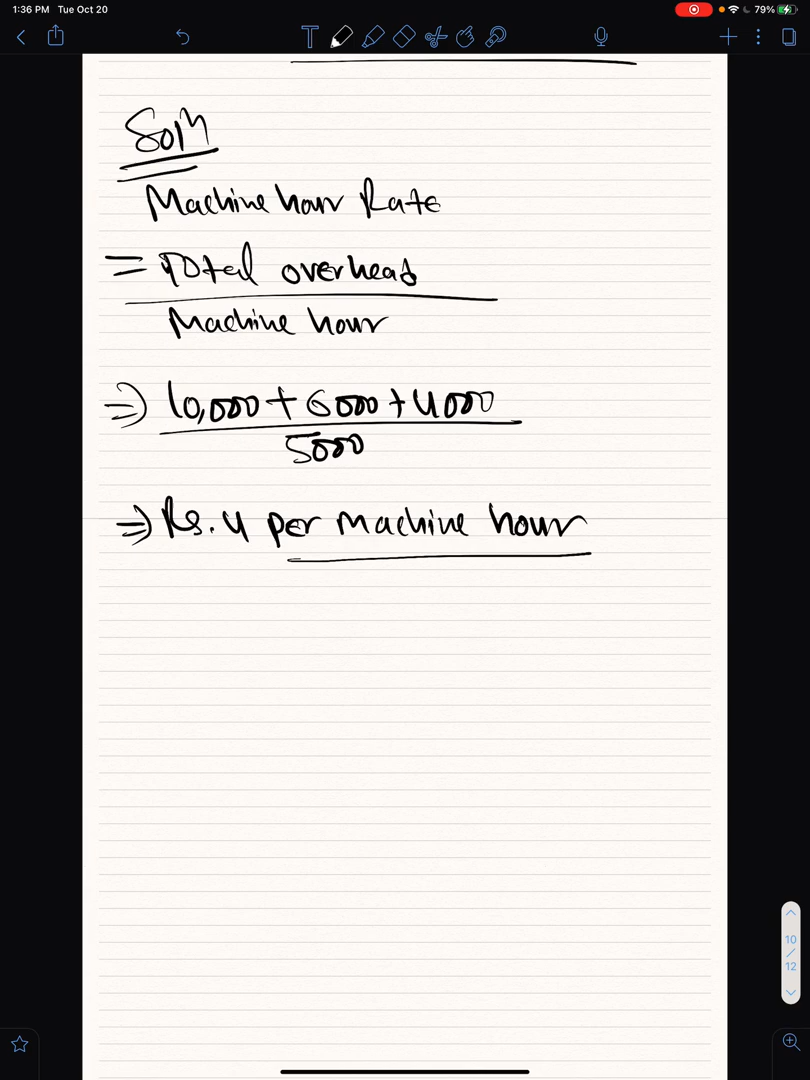 1:36 PM Tue Oct 20
79%
T
Solⁿ
Machine hour Rate
= Total overhead
Machine hour
⇒ 10,000 + 6000 + 4000
5000
⇒ Rs. 4 per machine hour
10
/
12